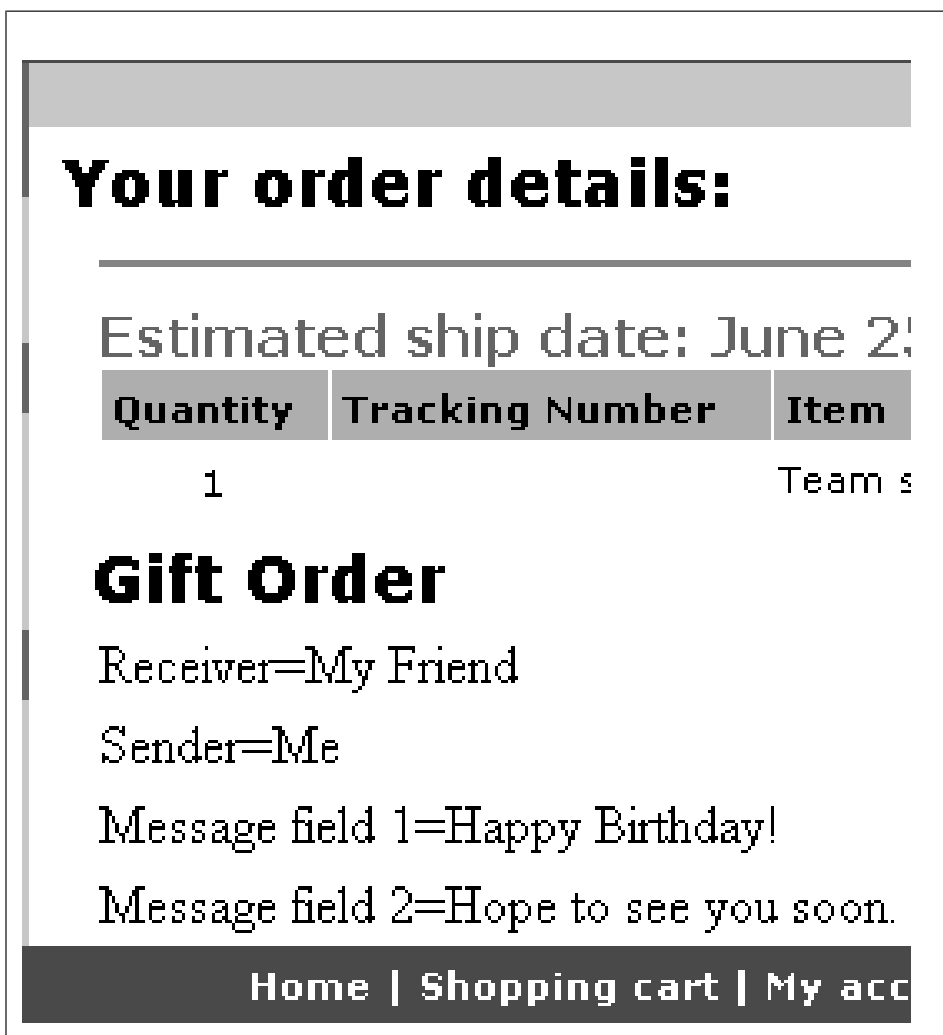 Your order details:
Estimated ship date: June
Quantity Tracking Number Item
1 Team
Gift Order
Receiver=My Friend
Sender=Me
Message field 1=Happy Birthday!
Message field 2=Hope to see you soon.
Home | Shopping cart | My